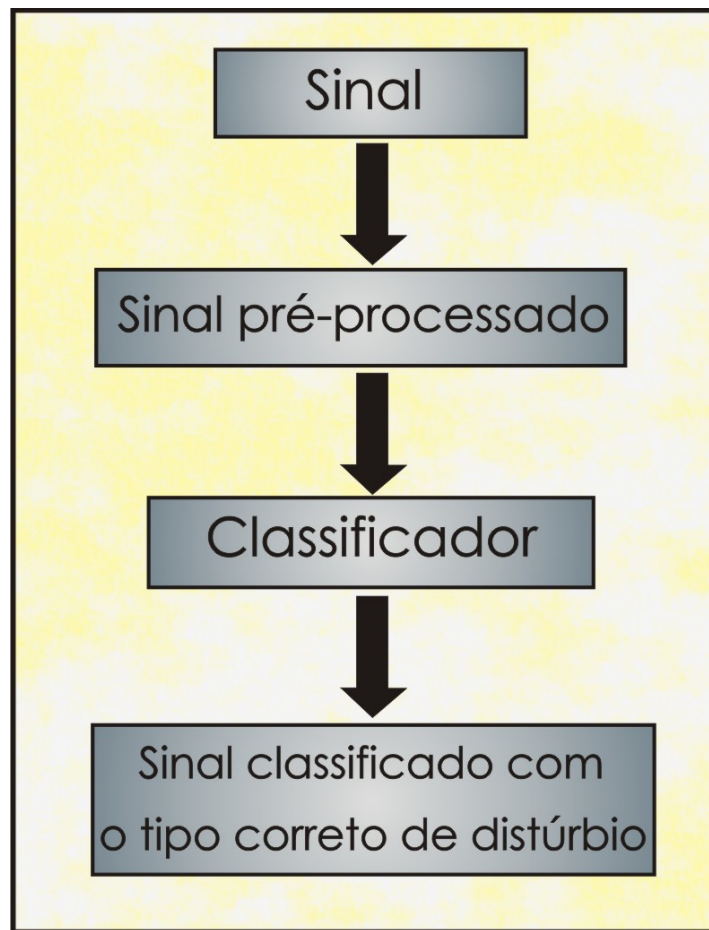 Sinal
Sinal pré-processado
Classificador
Sinal classificado com
o tipo correto de distúrbio